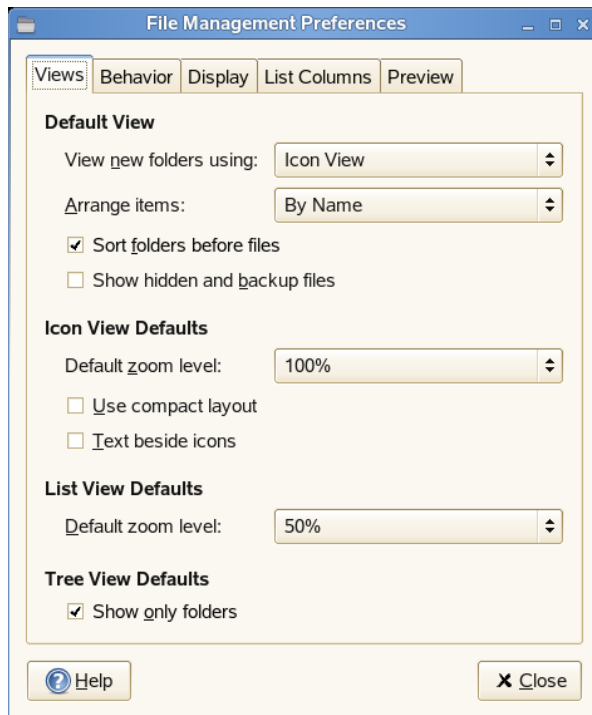 File Management Preferences
Views Behavior Display List Columns Preview
Default View
View new folders using: Icon View
Arrange items: By Name
Sort folders before files
Show hidden and backup files
Icon View Defaults
Default zoom level: 100%
Use compact layout
Text beside icons
List View Defaults
Default zoom level: 50%
Tree View Defaults
Show only folders
Help Close